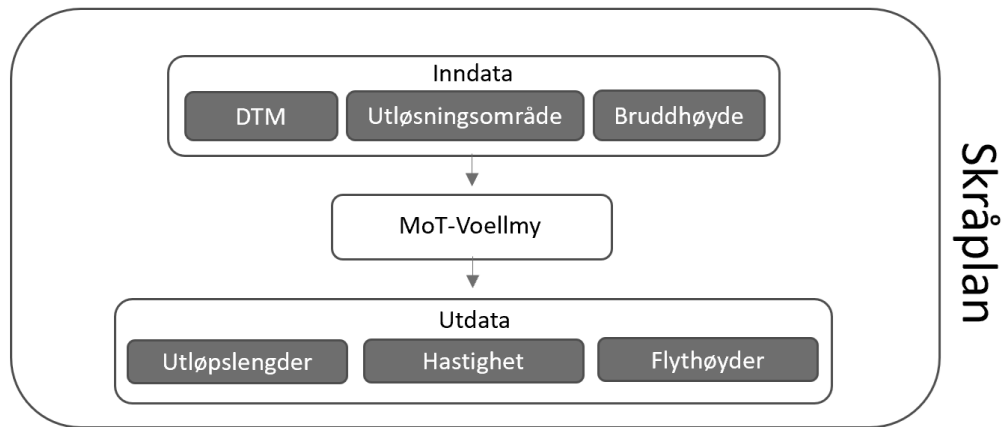 Inndata
DTM
Utløsningsområde
Bruddhøyde
MoT-Voellmy
Utdata
Utløpslengder
Hastighet
Flythøyder
Skråplan